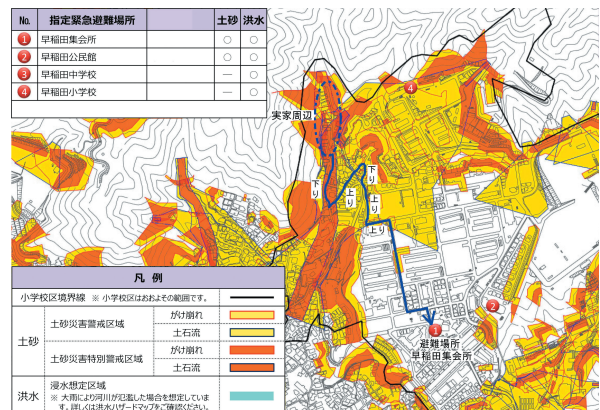 No. 指定緊急避難場所 土砂 洪水
1 早稲田集会所 ○ ○
2 早稲田公民館 ○ ○
3 早稲田中学校 — ○
4 早稲田小学校 — ○
4
実家周辺
下り
上り
下り
上り
上り
2
1
避難場所
早稲田集会所
凡 例
小学校区境界線 ※ 小学校区はおおよその範囲です。
土砂
土砂災害警戒区域
がけ崩れ
土石流
土砂災害特別警戒区域
がけ崩れ
土石流
洪水
浸水想定区域
※ 大雨により河川が氾濫した場合を想定していま
す。詳しくは洪水ハザードマップをご確認ください。